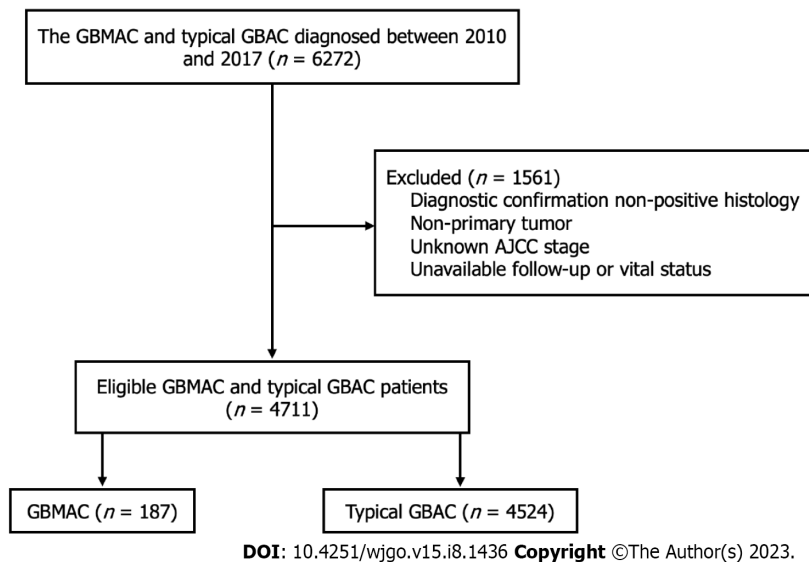 The GBMAC and typical GBAC diagnosed between 2010
and 2017 (n = 6272)
Excluded (n = 1561)
Diagnostic confirmation non-positive histology
Non-primary tumor
Unknown AJCC stage
Unavailable follow-up or vital status
Eligible GBMAC and typical GBAC patients
(n = 4711)
GBMAC (n = 187)
Typical GBAC (n = 4524)
DOI: 10.4251/wjgo.v15.i8.1436 Copyright ©The Author(s) 2023.